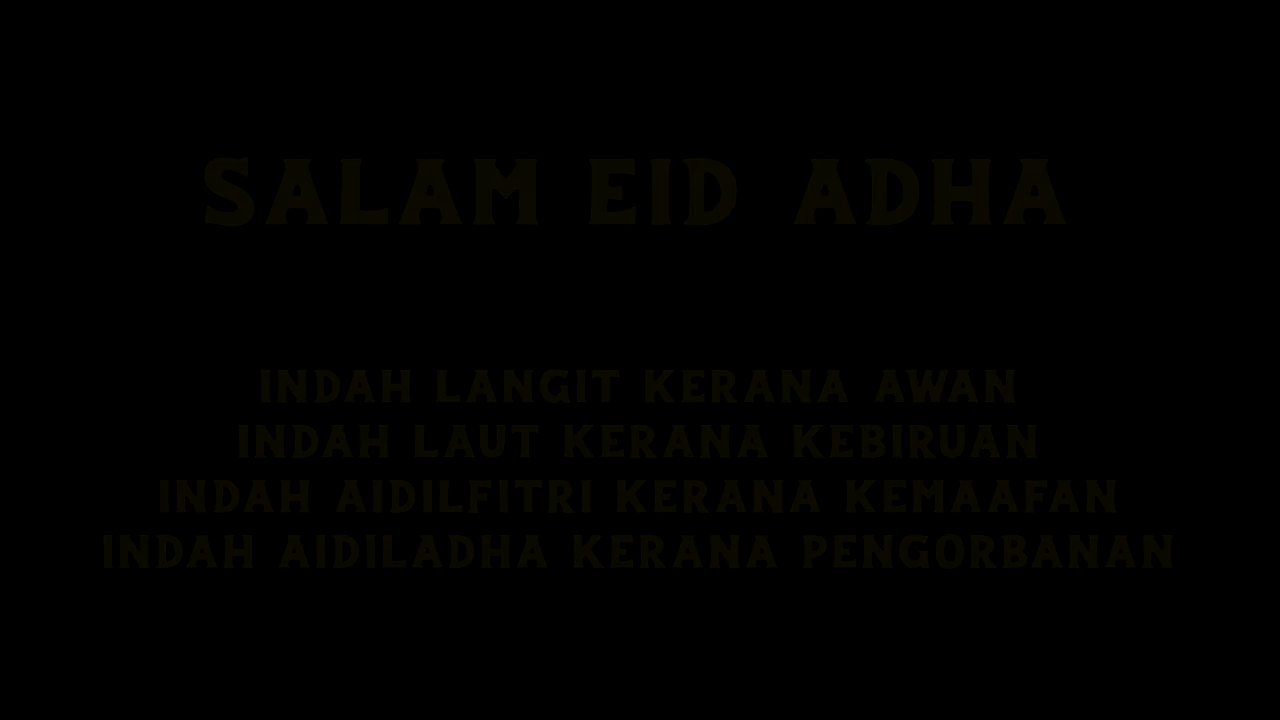 SALAM EID ADHA
INDAH LANGIT KERANA AWAN
INDAH LAUT KERANA KEBIRUAN
INDAH AIDILFITRI KERANA KEMAAFAN
INDAH AIDILADHA KERANA PENGORBANAN